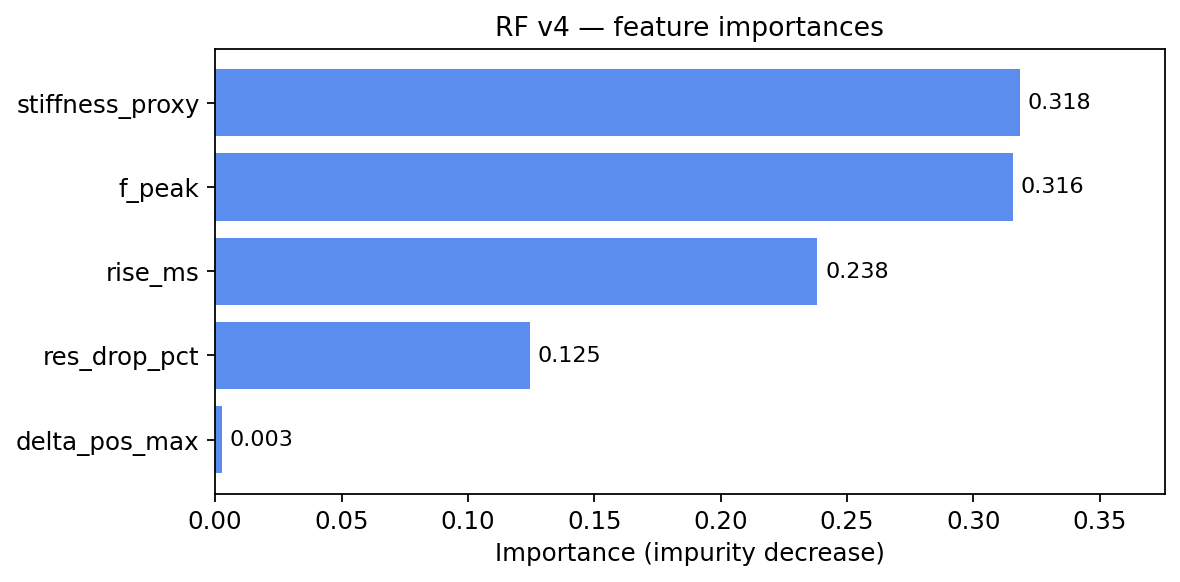 RF v4 — feature importances
stiffness_proxy
0.318
f_peak
0.316
rise_ms
0.238
res_drop_pct
0.125
delta_pos_max
0.003
0.00 0.05 0.10 0.15 0.20 0.25 0.30 0.35
Importance (impurity decrease)